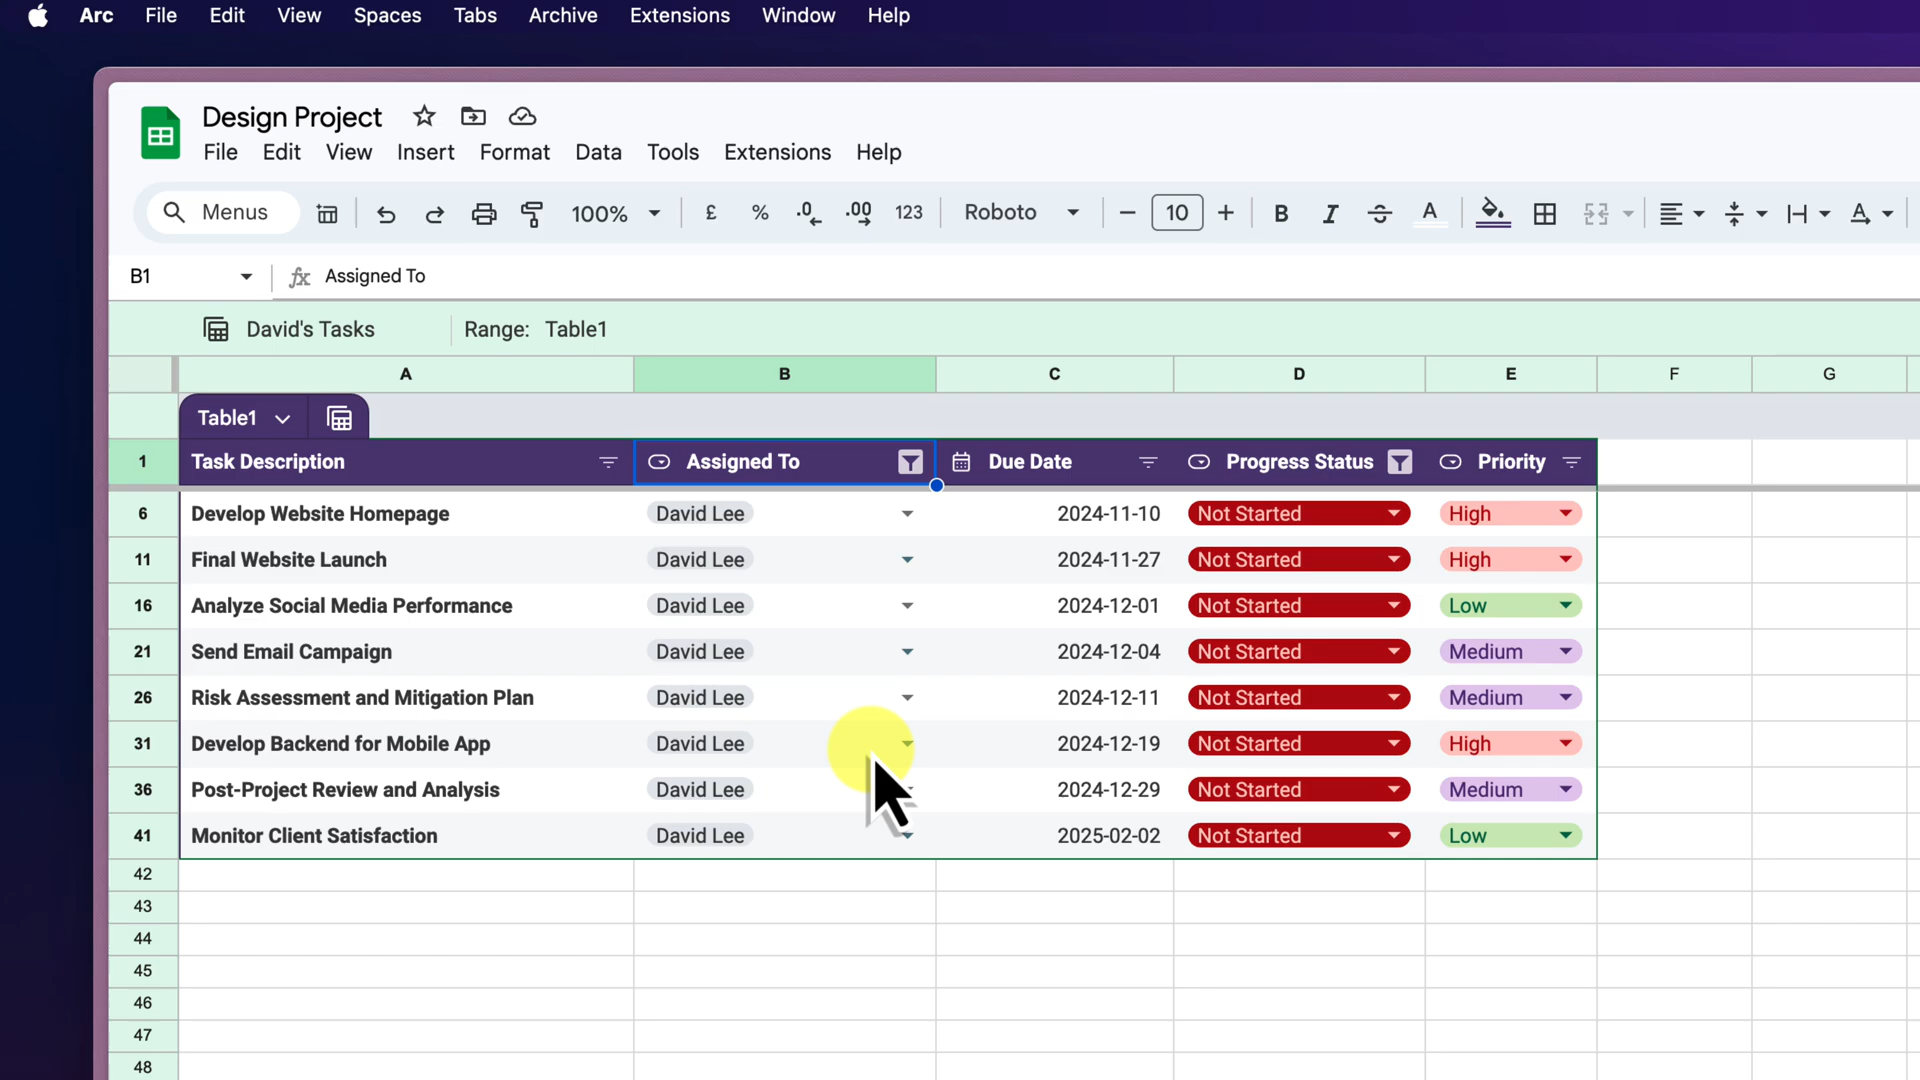 Arc File Edit View Spaces Tabs Archive Extensions Window Help
Design Project
File Edit View Insert Format Data Tools Extensions Help
Menus 100% £ % .0 .00 123 Roboto 10 B I S A A
B1 fx Assigned To
David's Tasks Range: Table1
A B C D E F G
Table1
1 Task Description Assigned To Due Date Progress Status Priority
6 Develop Website Homepage David Lee 2024-11-10 Not Started High
11 Final Website Launch David Lee 2024-11-27 Not Started High
16 Analyze Social Media Performance David Lee 2024-12-01 Not Started Low
21 Send Email Campaign David Lee 2024-12-04 Not Started Medium
26 Risk Assessment and Mitigation Plan David Lee 2024-12-11 Not Started Medium
31 Develop Backend for Mobile App David Lee 2024-12-19 Not Started High
36 Post-Project Review and Analysis David Lee 2024-12-29 Not Started Medium
41 Monitor Client Satisfaction David Lee 2025-02-02 Not Started Low
42
43
44
45
46
47
48